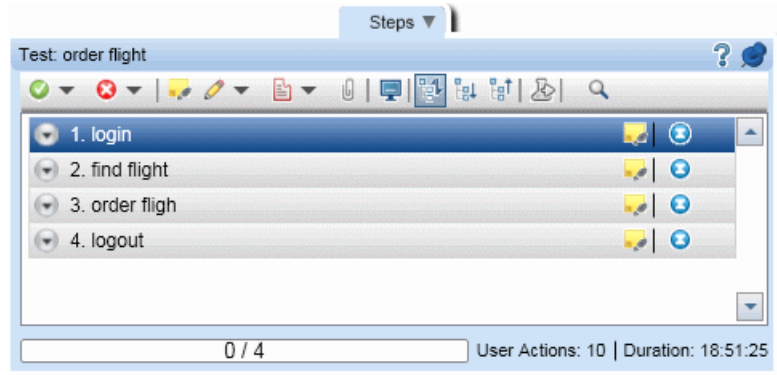 Steps
Test: order flight
1. login
2. find flight
3. order fligh
4. logout
0 / 4
User Actions: 10 | Duration: 18:51:25